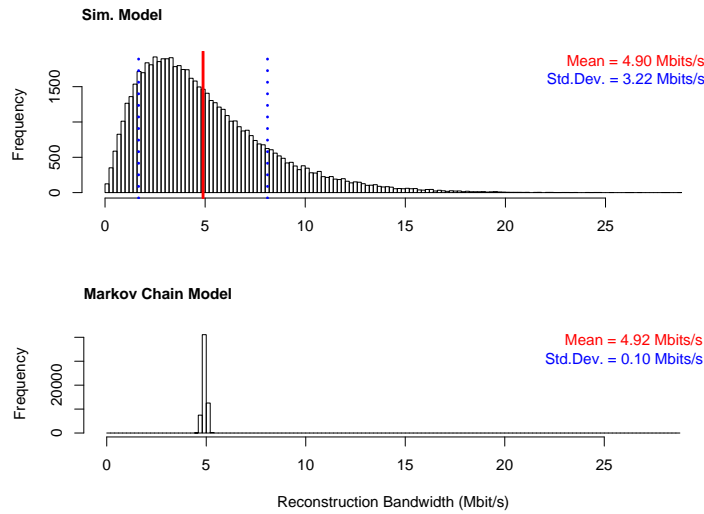 Sim. Model
Mean = 4.90 Mbits/s
Std.Dev. = 3.22 Mbits/s
Frequency
1500
500
0
0 5 10 15 20 25
Markov Chain Model
Mean = 4.92 Mbits/s
Std.Dev. = 0.10 Mbits/s
Frequency
20000
0
0 5 10 15 20 25
Reconstruction Bandwidth (Mbit/s)